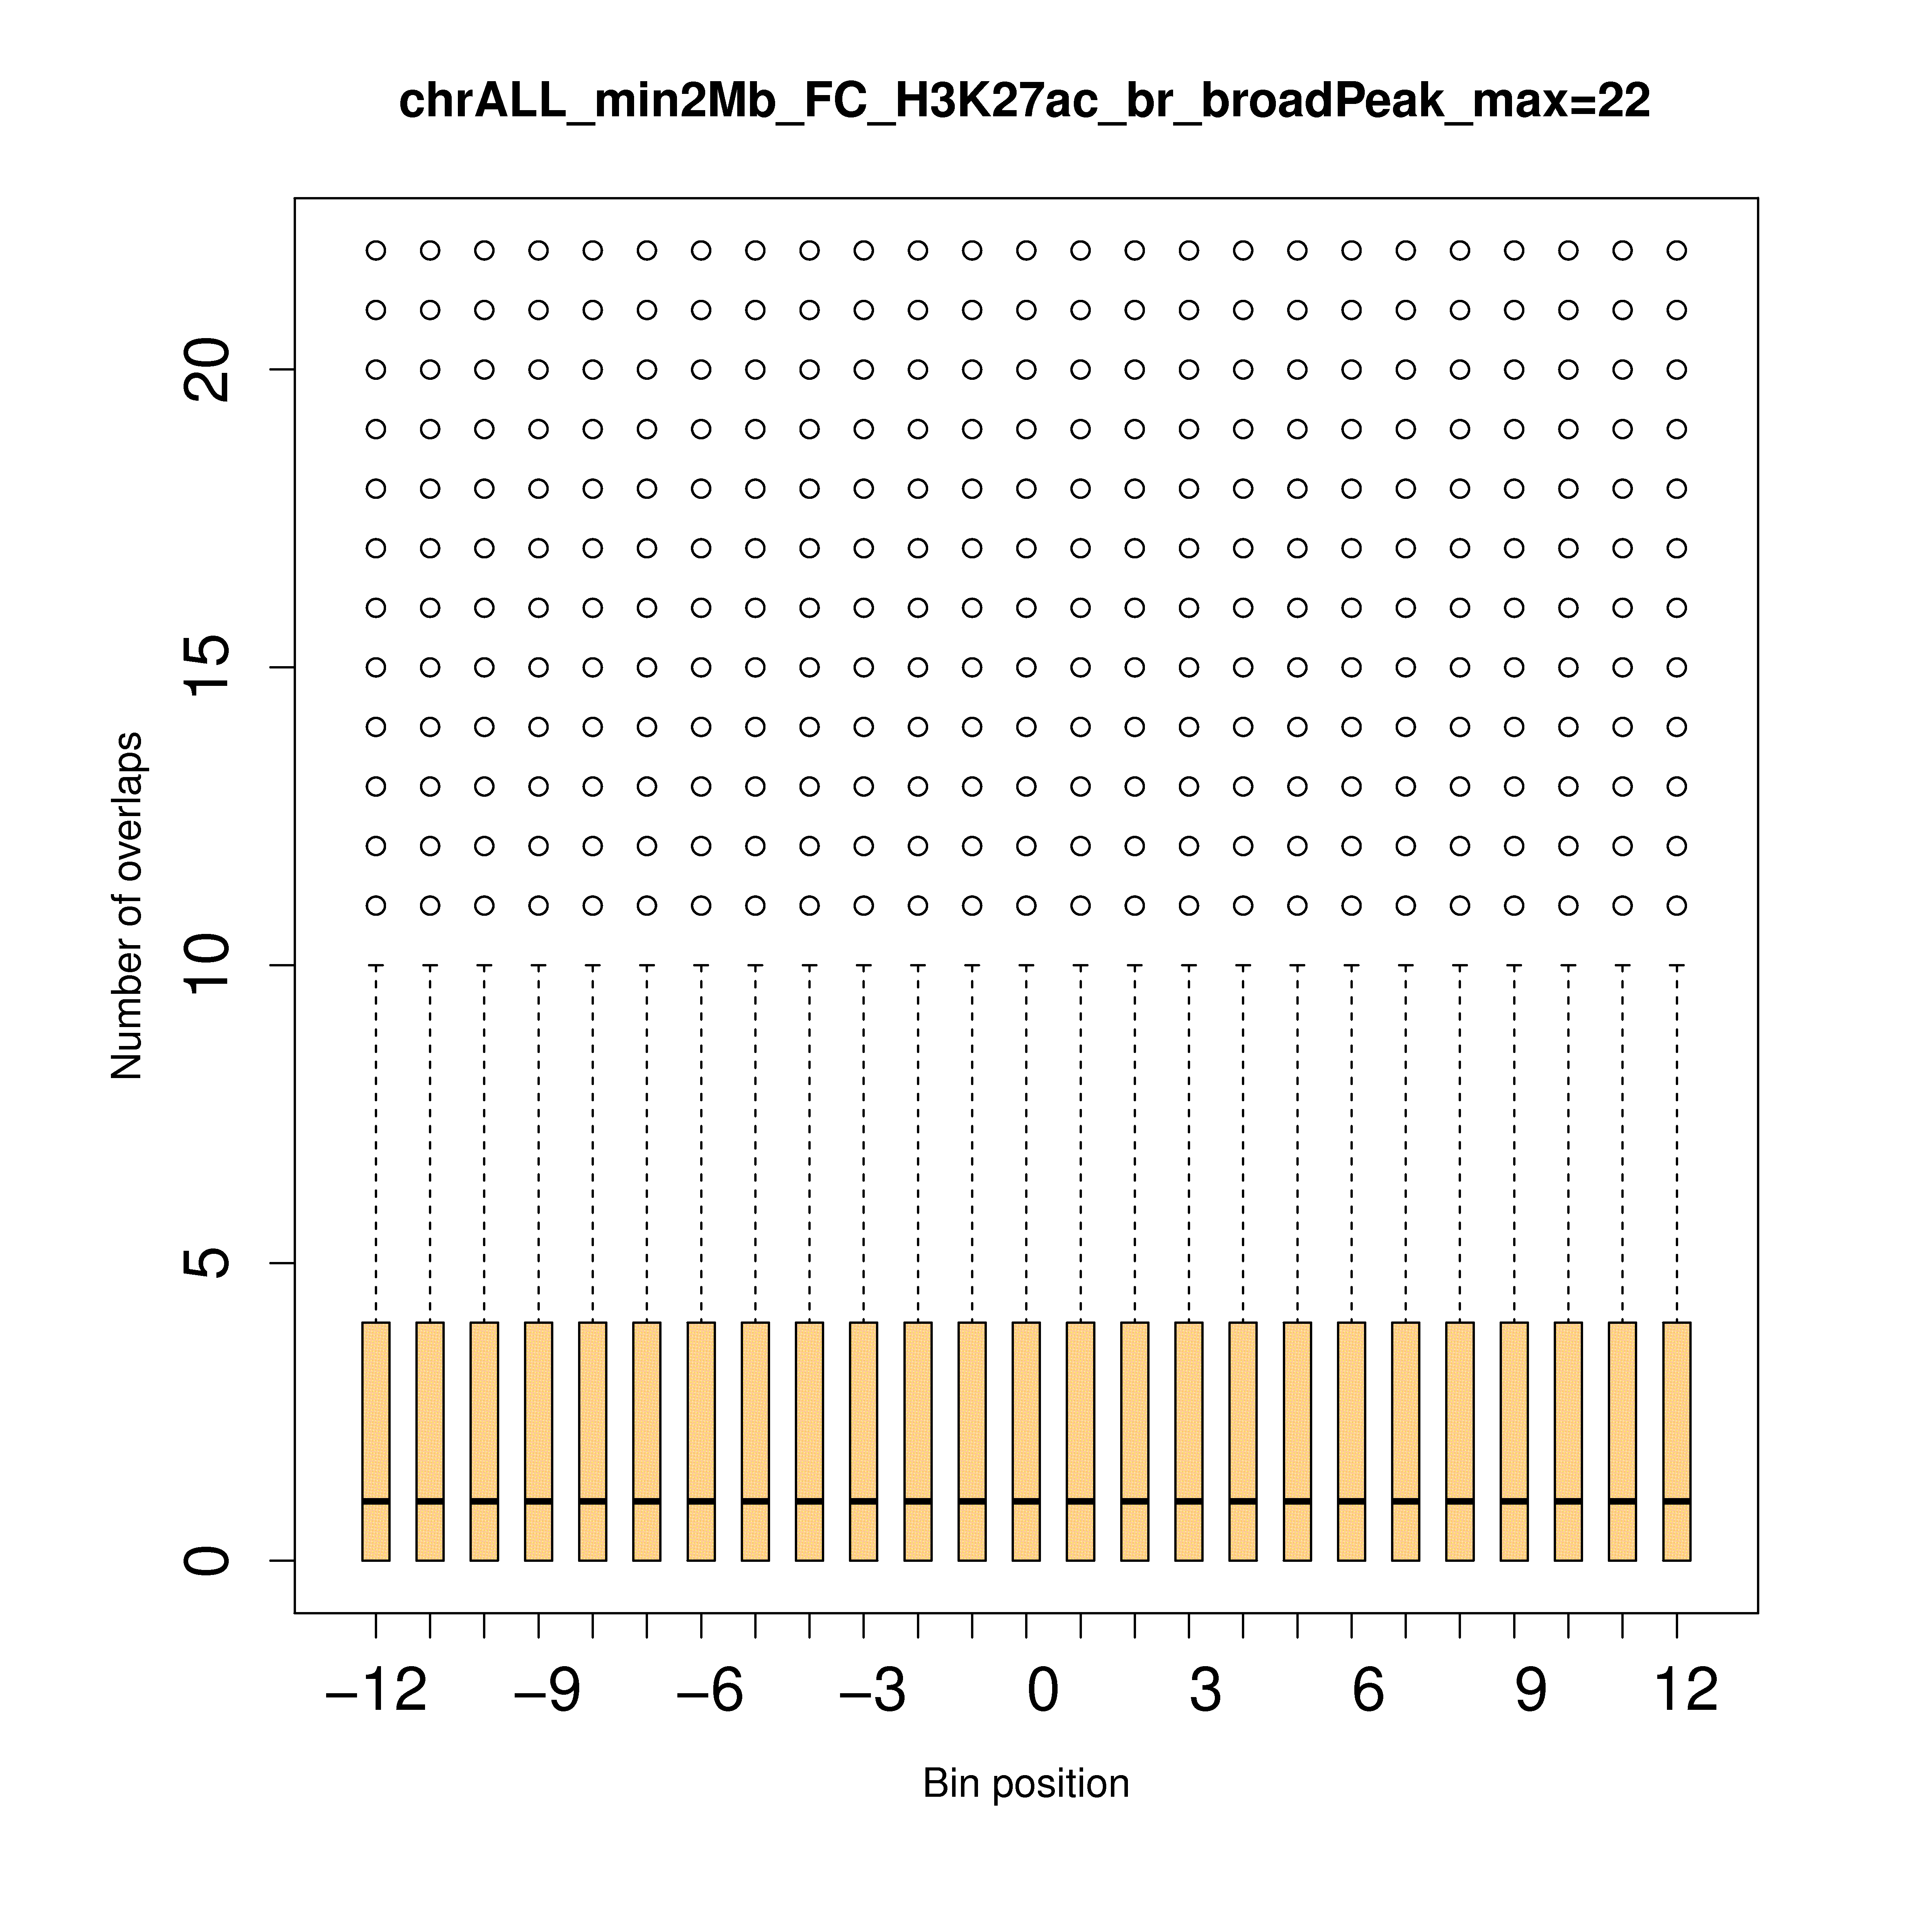 chrALL_min2Mb_FC_H3K27ac_br_broadPeak_max=22
20
15
10
5
0
Number of overlaps
−12 −9 −6 −3 0 3 6 9 12
Bin position